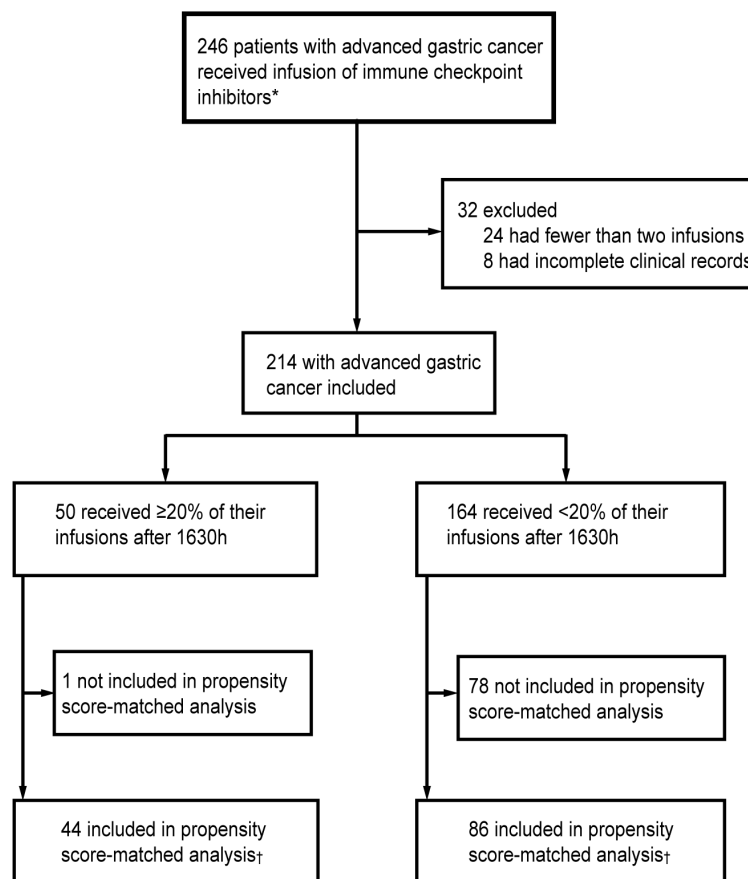 246 patients with advanced gastric cancer
received infusion of immune checkpoint
inhibitors*
32 excluded
24 had fewer than two infusions
8 had incomplete clinical records
214 with advanced gastric
cancer included
50 received ≥20% of their
infusions after 1630h
164 received <20% of their
infusions after 1630h
1 not included in propensity
score-matched analysis
78 not included in propensity
score-matched analysis
44 included in propensity
score-matched analysis†
86 included in propensity
score-matched analysis†